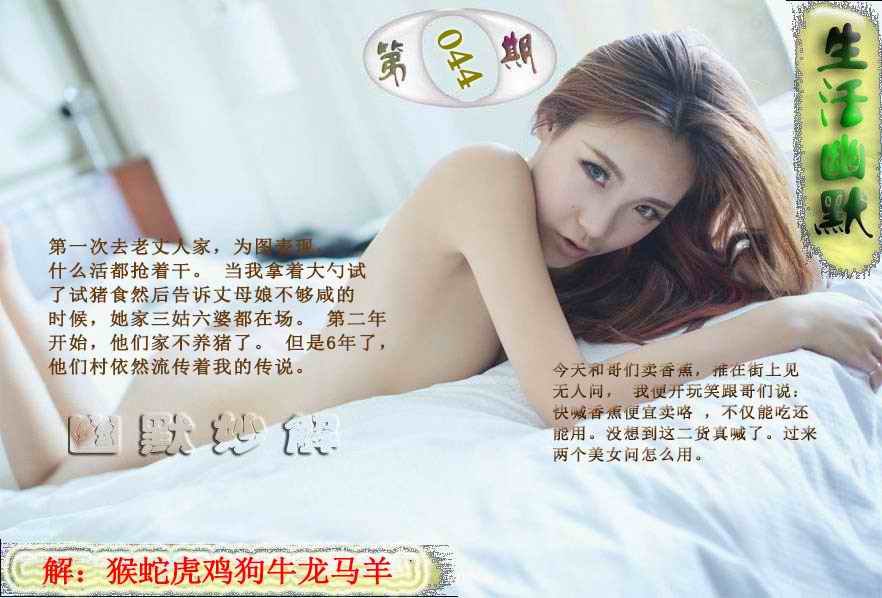 第044期
生活幽默
第一次去老丈人家，为图表现，
什么活都抢着干。 当我拿着大勺试
了试猪食然后告诉丈母娘不够咸的
时候，她家三姑六婆都在场。 第二年
开始，他们家不养猪了。 但是6年了，
他们村依然流传着我的传说。
今天和哥们卖香蕉，推在街上见
无人问， 我便开玩笑跟哥们说：
快喊香蕉便宜卖咯 ，不仅能吃还
能用。没想到这二货真喊了。过来
两个美女问怎么用。
幽默妙解
解：猴蛇虎鸡狗牛龙马羊